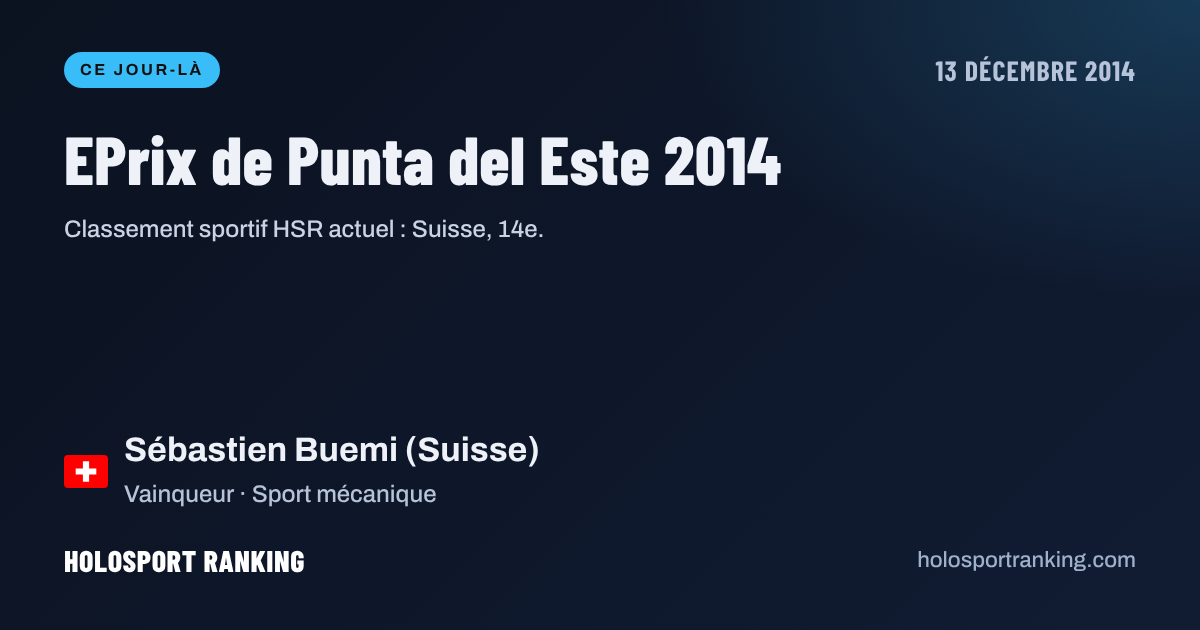 CE JOUR-LÀ
13 DÉCEMBRE 2014
EPrix de Punta del Este 2014
Classement sportif HSR actuel : Suisse, 14e.
Sébastien Buemi (Suisse)
Vainqueur · Sport mécanique
HOLOSPORT RANKING
holosportranking.com